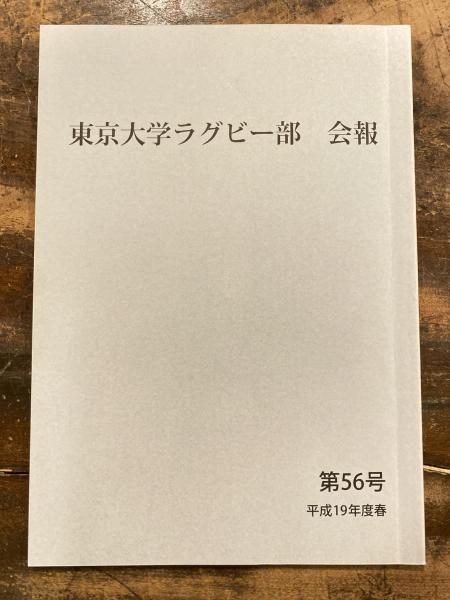 東京大学ラグビー部　会報
第56号
平成19年度春